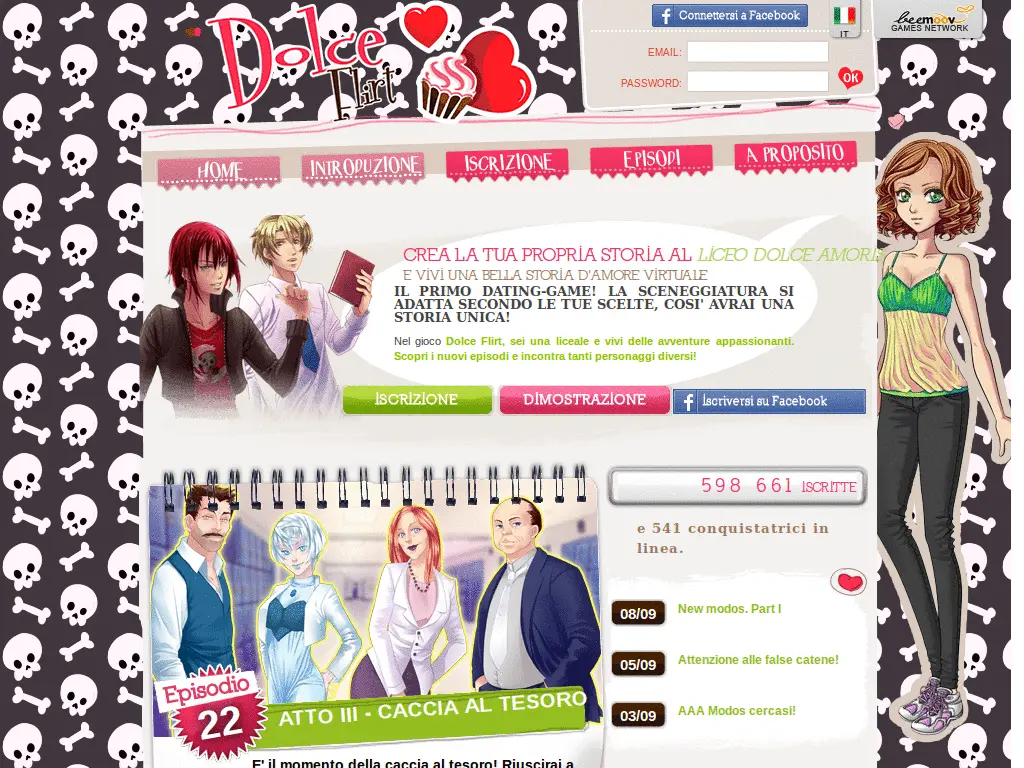 Dolce
Flirt
Connettersi a Facebook
IT
beemoov
GAMES NETWORK
EMAIL:
PASSWORD:
OK
HOME
INTRODUZIONE
ISCRIZIONE
EPISODI
A PROPOSITO
CREA LA TUA PROPRIA STORIA AL LICEO DOLCE AMORIS
E VIVI UNA BELLA STORIA D'AMORE VIRTUALE
IL PRIMO DATING-GAME! LA SCENEGGIATURA SI
ADATTA SECONDO LE TUE SCELTE, COSI' AVRAI UNA
STORIA UNICA!
Nel gioco Dolce Flirt, sei una liceale e vivi delle avventure appassionanti.
Scopri i nuovi episodi e incontra tanti personaggi diversi!
ISCRIZIONE
DIMOSTRAZIONE
Iscriversi su Facebook
598 661 ISCRITTE
e 541 conquistatrici in
linea.
08/09
New modos. Part I
05/09
Attenzione alle false catene!
03/09
AAA Modos cercasi!
Episodio
22
ATTO III - CACCIA AL TESORO
E' il momento della caccia al tesoro! Riuscirai a